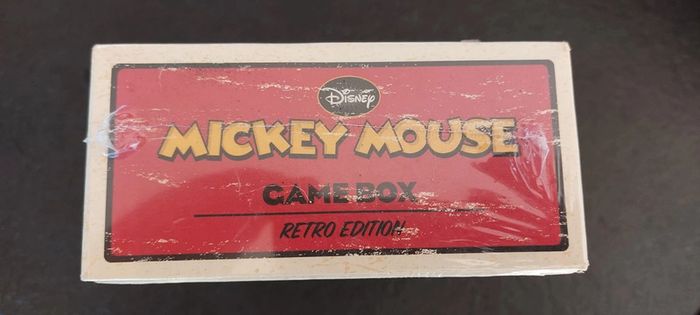 Disney
MICKEY MOUSE
GAME BOX
RETRO EDITION